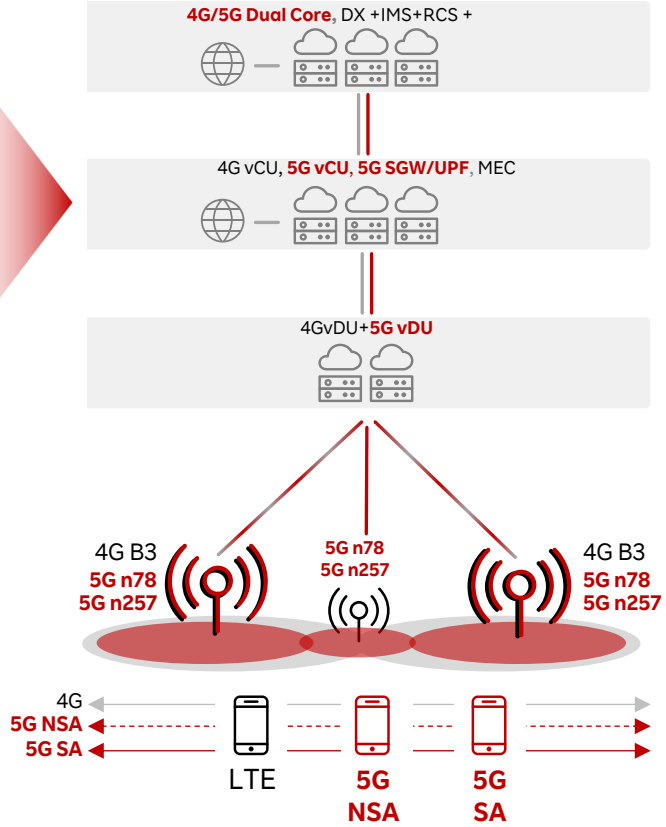 4G/5G Dual Core, DX +IMS+RCS +
4G vCU, 5G vCU, 5G SGW/UPF, MEC
4GvDU+5G vDU
4G B3
5G n78
5G n257
5G n78
5G n257
4G B3
5G n78
5G n257
4G
5G NSA
5G SA
LTE
5G
NSA
5G
SA